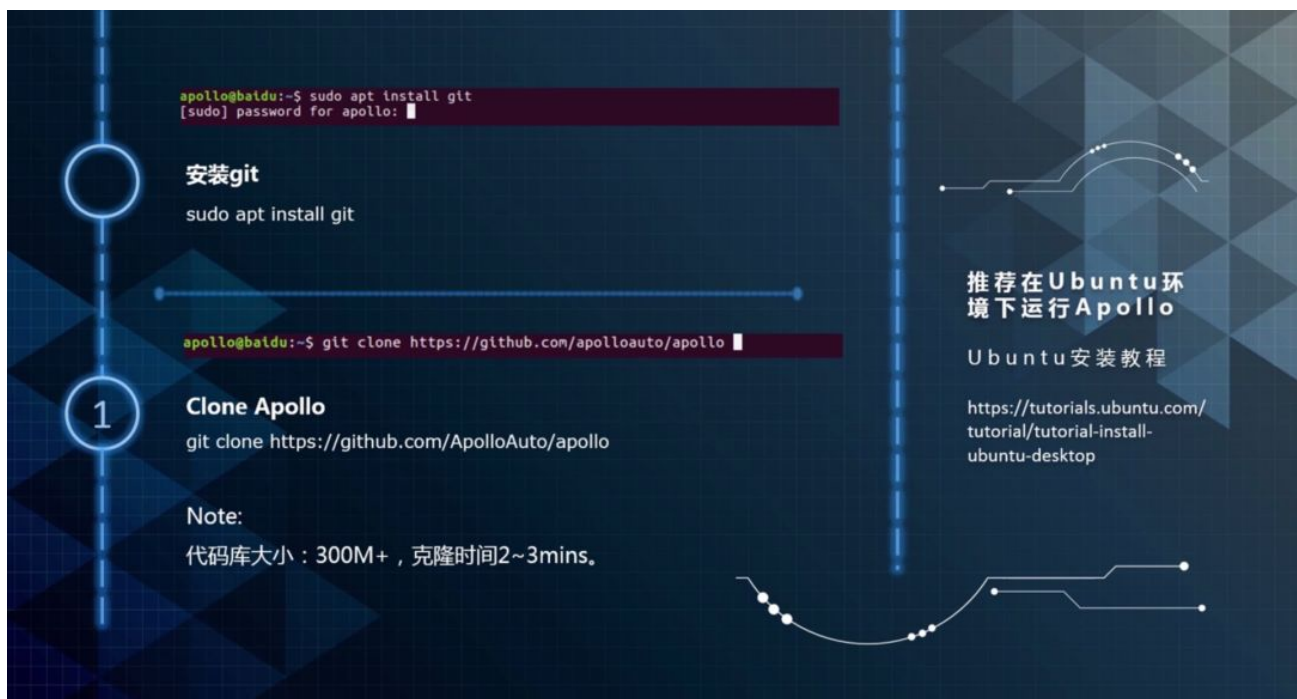 apollo@baidu:~$ sudo apt install git
[sudo] password for apollo:
安装git
sudo apt install git
apollo@baidu:~$ git clone https://github.com/apolloauto/apollo
1
Clone Apollo
git clone https://github.com/ApolloAuto/apollo
Note:
代码库大小：300M+，克隆时间2~3mins。
推荐在Ubuntu环
境下运行Apollo
Ubuntu安装教程
https://tutorials.ubuntu.com/
tutorial/tutorial-install-
ubuntu-desktop